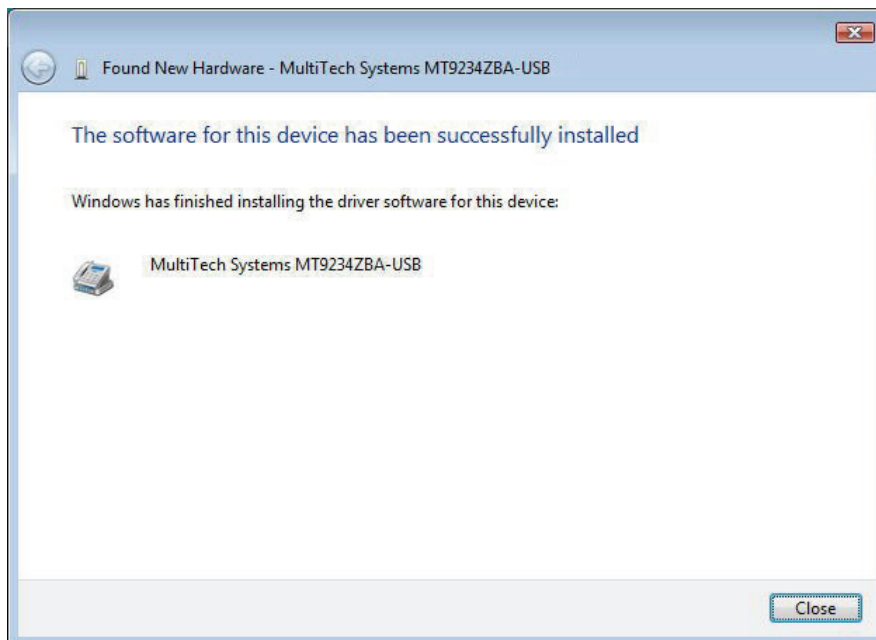 Found New Hardware - MultiTech Systems MT9234ZBA-USB
The software for this device has been successfully installed
Windows has finished installing the driver software for this device:
MultiTech Systems MT9234ZBA-USB
Close